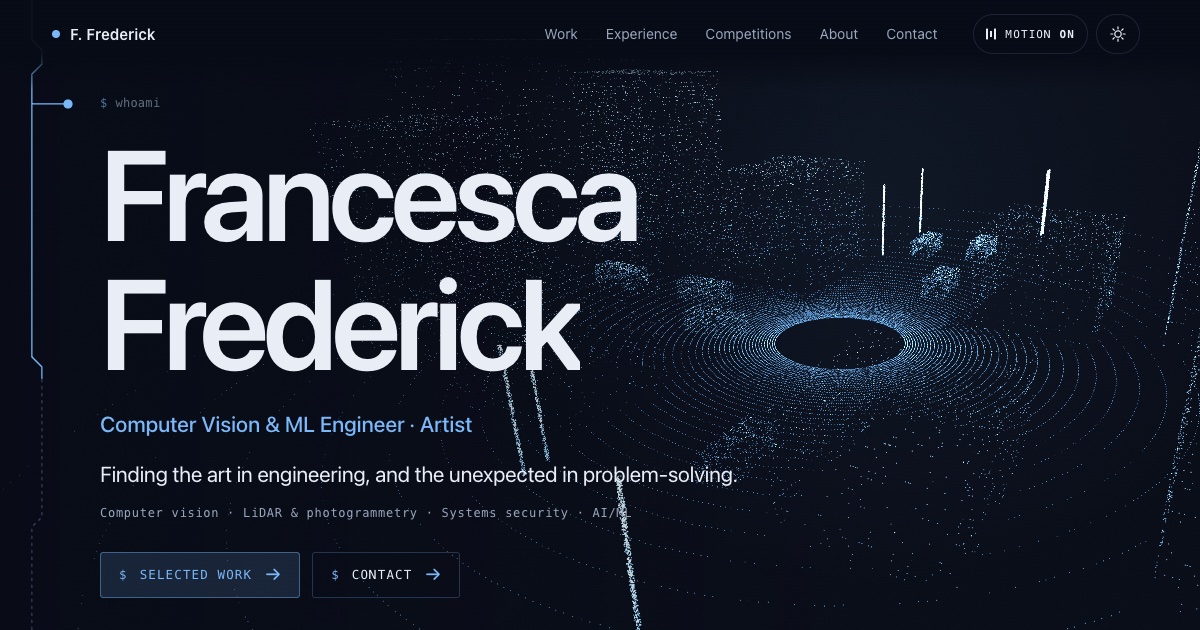 F. Frederick
Work Experience Competitions About Contact MOTION ON
$ whoami
Francesca
Frederick
Computer Vision & ML Engineer · Artist
Finding the art in engineering, and the unexpected in problem-solving.
Computer vision · LiDAR & photogrammetry · Systems security · AI/ML
$ SELECTED WORK →
$ CONTACT →